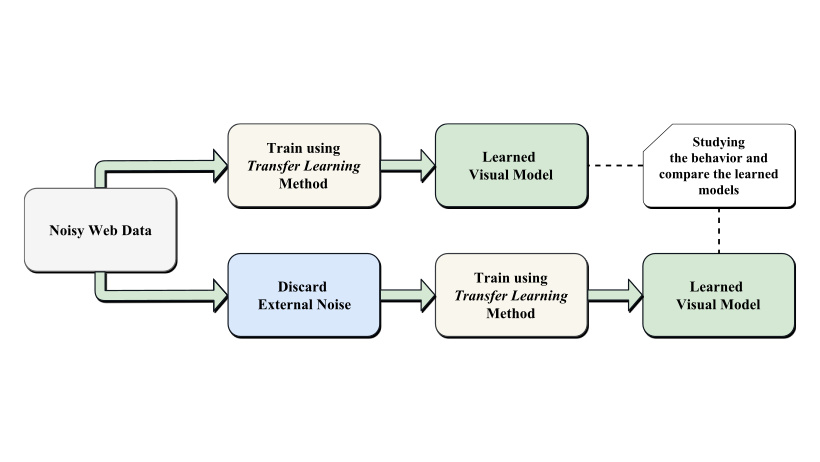 Noisy Web Data
Train using
Transfer Learning
Method
Learned
Visual Model
Studying
the behavior and
compare the learned
models
Discard
External Noise
Train using
Transfer Learning
Method
Learned
Visual Model